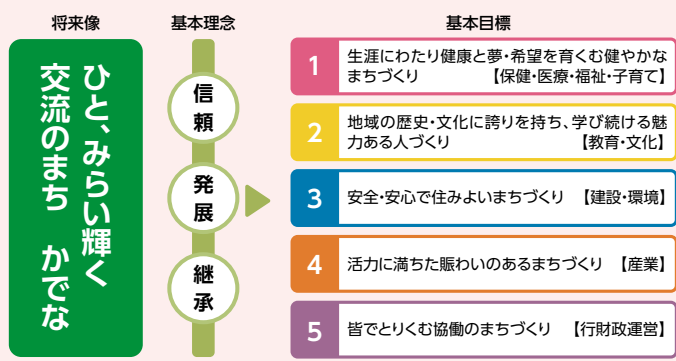 将来像
ひと、みらい輝く
交流のまち　かでな
基本理念
信頼
発展
継承
基本目標
1
生涯にわたり健康と夢・希望を育くむ健やかな
まちづくり　【保健・医療・福祉・子育て】
2
地域の歴史・文化に誇りを持ち、学び続ける魅
力ある人づくり　【教育・文化】
3
安全・安心で住みよいまちづくり　【建設・環境】
4
活力に満ちた賑わいのあるまちづくり　【産業】
5
皆でとりくむ協働のまちづくり　【行財政運営】